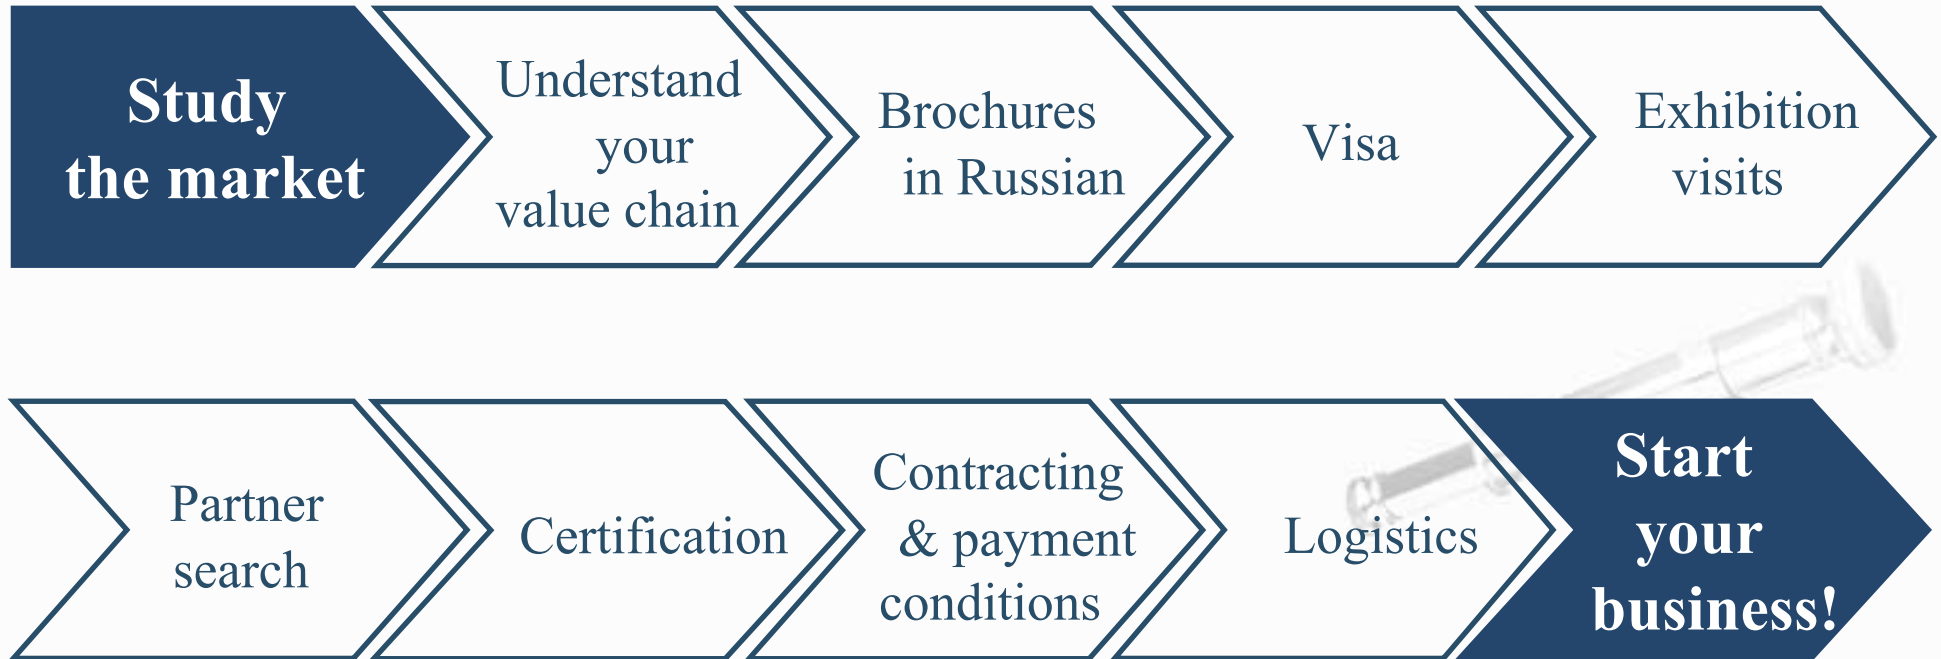 Study
the market
Understand
your
value chain
Brochures
in Russian
Visa
Exhibition
visits
Partner
search
Certification
Contracting
& payment
conditions
Logistics
Start
your
business!